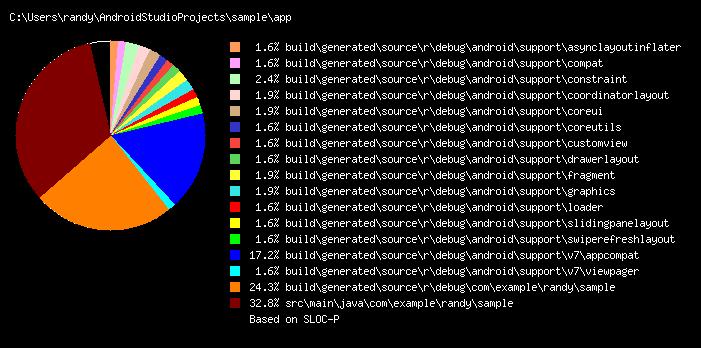 C:\Users\randy\AndroidStudioProjects\sample\app
1.6% build\generated\source\r\debug\android\support\asynclayoutinflater
1.6% build\generated\source\r\debug\android\support\compat
2.4% build\generated\source\r\debug\android\support\constraint
1.9% build\generated\source\r\debug\android\support\coordinatorlayout
1.9% build\generated\source\r\debug\android\support\coreui
1.6% build\generated\source\r\debug\android\support\coreutils
1.6% build\generated\source\r\debug\android\support\customview
1.6% build\generated\source\r\debug\android\support\drawerlayout
1.9% build\generated\source\r\debug\android\support\fragment
1.9% build\generated\source\r\debug\android\support\graphics
1.6% build\generated\source\r\debug\android\support\loader
1.6% build\generated\source\r\debug\android\support\slidingpanelayout
1.6% build\generated\source\r\debug\android\support\swiperefreshlayout
17.2% build\generated\source\r\debug\android\support\v7\appcompat
1.6% build\generated\source\r\debug\android\support\v7\viewpager
24.3% build\generated\source\r\debug\com\example\randy\sample
32.8% src\main\java\com\example\randy\sample
Based on SLOC-P